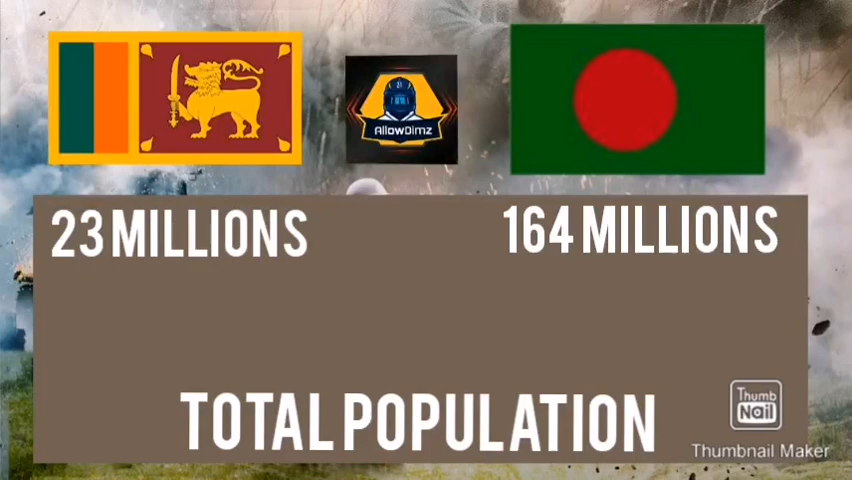 AllowDimz
23 MILLIONS
164 MILLIONS
TOTAL POPULATION
Thumb
Nail
Thumbnail Maker